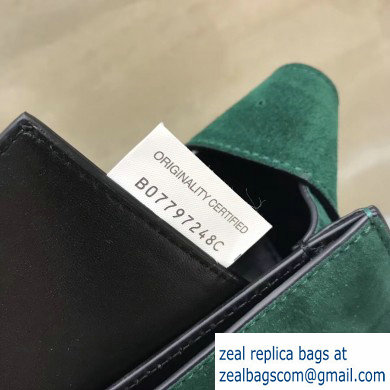 ORIGINALITY CERTIFIED
B07797248C
zeal replica bags at
zealbagscom@gmail.com